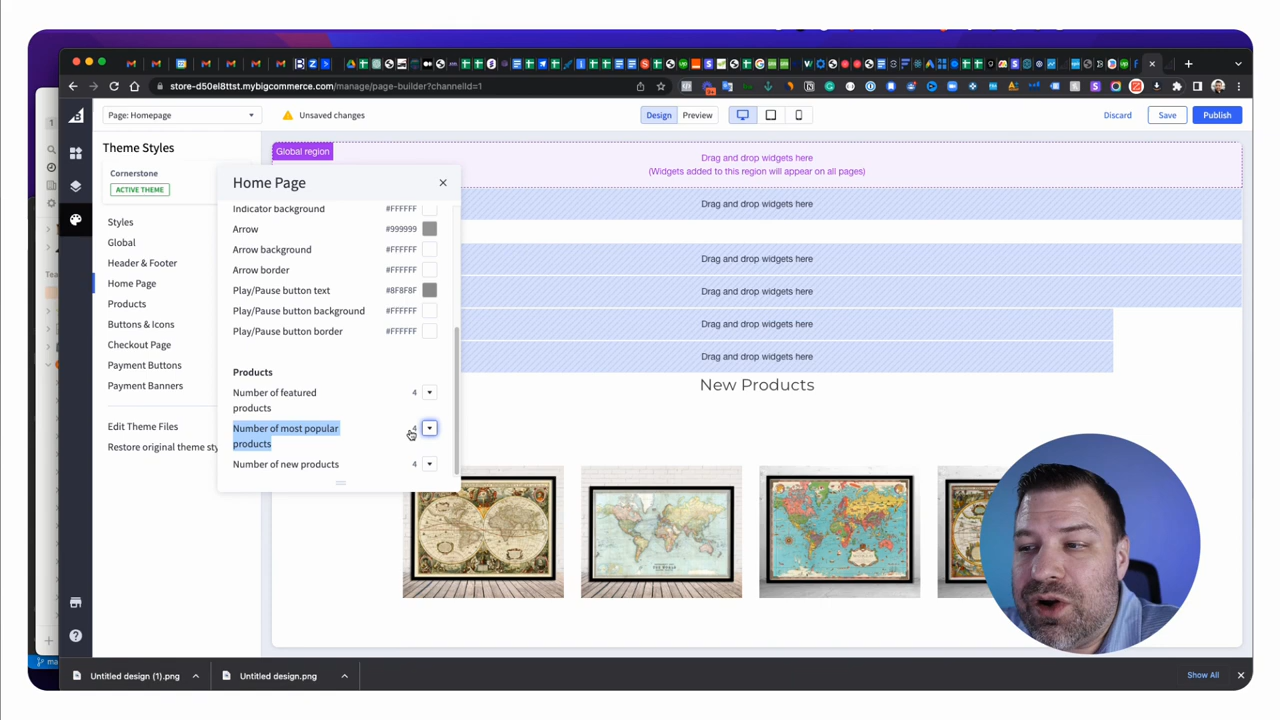 store-d50el8ttst.mybigcommerce.com/manage/page-builder?channelId=1
Page: Homepage
Unsaved changes
Design
Preview
Discard
Save
Publish
Theme Styles
Cornerstone
ACTIVE THEME
Styles
Global
Header & Footer
Home Page
Products
Buttons & Icons
Checkout Page
Payment Buttons
Payment Banners
Edit Theme Files
Restore original theme sty
Home Page
Indicator background #FFFFFF
Arrow #999999
Arrow background #FFFFFF
Arrow border #FFFFFF
Play/Pause button text #8F8F8F
Play/Pause button background #FFFFFF
Play/Pause button border #FFFFFF
Products
Number of featured 4
products
Number of most popular 4
products
Number of new products 4
Global region
Drag and drop widgets here
(Widgets added to this region will appear on all pages)
Drag and drop widgets here
Drag and drop widgets here
Drag and drop widgets here
Drag and drop widgets here
Drag and drop widgets here
New Products
Untitled design (1).png
Untitled design.png
Show All